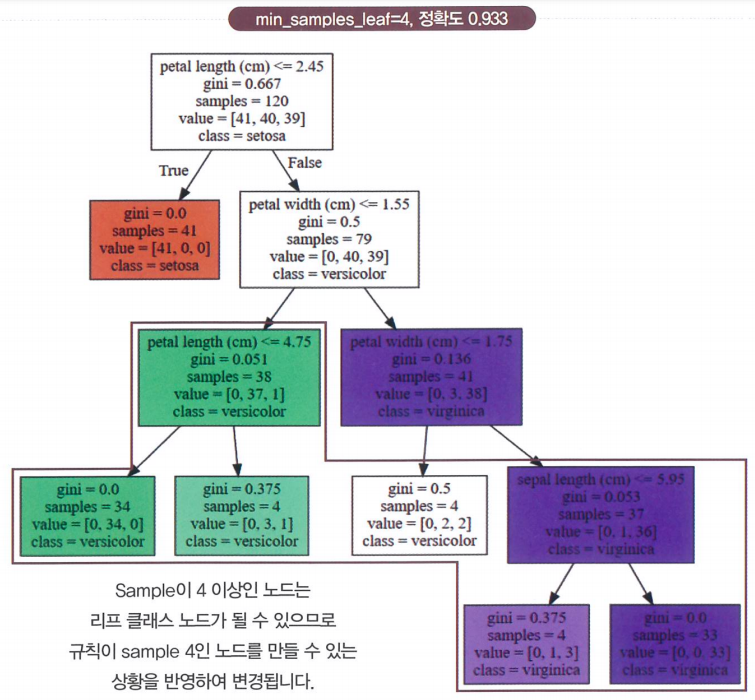 min_samples_leaf=4, 정확도 0.933
petal length (cm) <= 2.45
gini = 0.667
samples = 120
value = [41, 40, 39]
class = setosa
True
False
gini = 0.0
samples = 41
value = [41, 0, 0]
class = setosa
petal width (cm) <= 1.55
gini = 0.5
samples = 79
value = [0, 40, 39]
class = versicolor
petal length (cm) <= 4.75
gini = 0.051
samples = 38
value = [0, 37, 1]
class = versicolor
petal width (cm) <= 1.75
gini = 0.136
samples = 41
value = [0, 3, 38]
class = virginica
gini = 0.0
samples = 34
value = [0, 34, 0]
class = versicolor
gini = 0.375
samples = 4
value = [0, 3, 1]
class = versicolor
gini = 0.5
samples = 4
value = [0, 2, 2]
class = versicolor
sepal length (cm) <= 5.95
gini = 0.053
samples = 37
value = [0, 1, 36]
class = virginica
gini = 0.375
samples = 4
value = [0, 1, 3]
class = virginica
gini = 0.0
samples = 33
value = [0, 0, 33]
class = virginica
Sample이 4 이상인 노드는
리프 클래스 노드가 될 수 있으므로
규칙이 sample 4인 노드를 만들 수 있는
상황을 반영하여 변경됩니다.